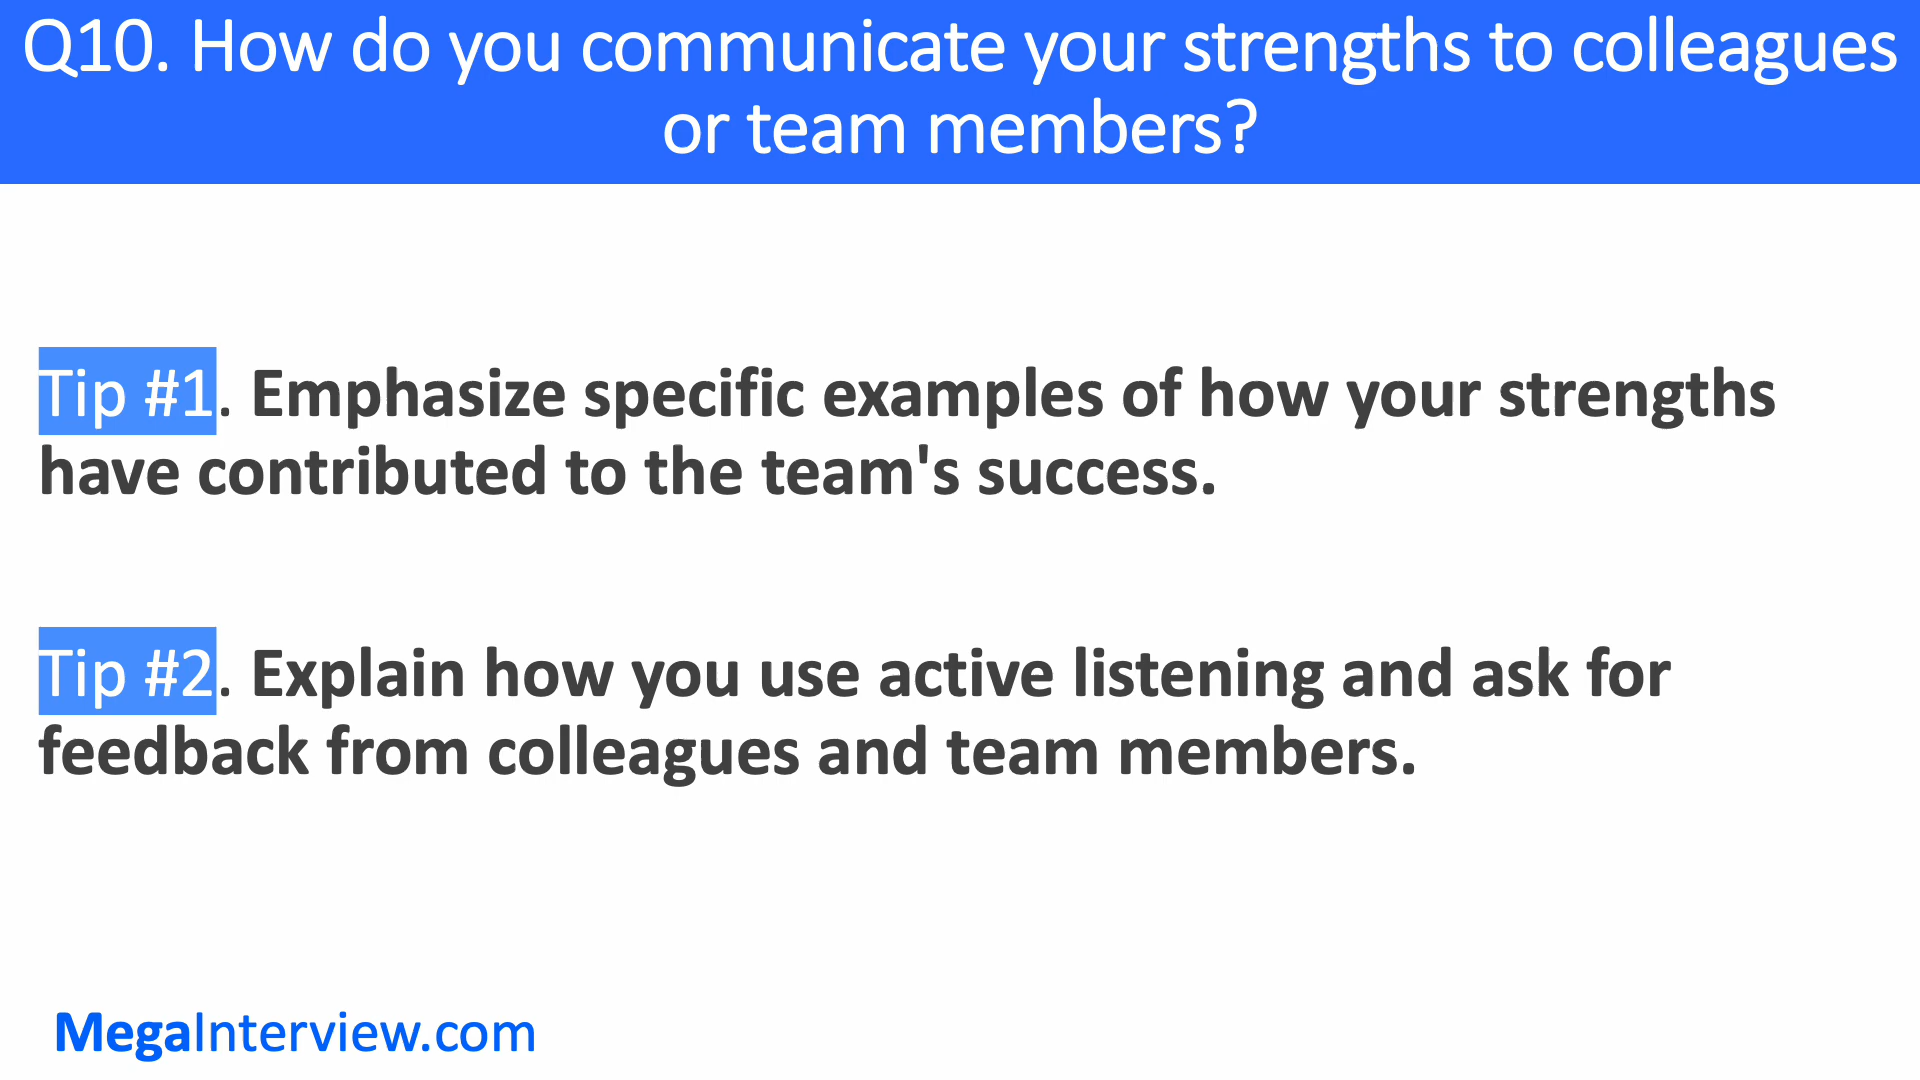 Q10. How do you communicate your strengths to colleagues
or team members?
Tip #1. Emphasize specific examples of how your strengths
have contributed to the team's success.
Tip #2. Explain how you use active listening and ask for
feedback from colleagues and team members.
MegaInterview.com